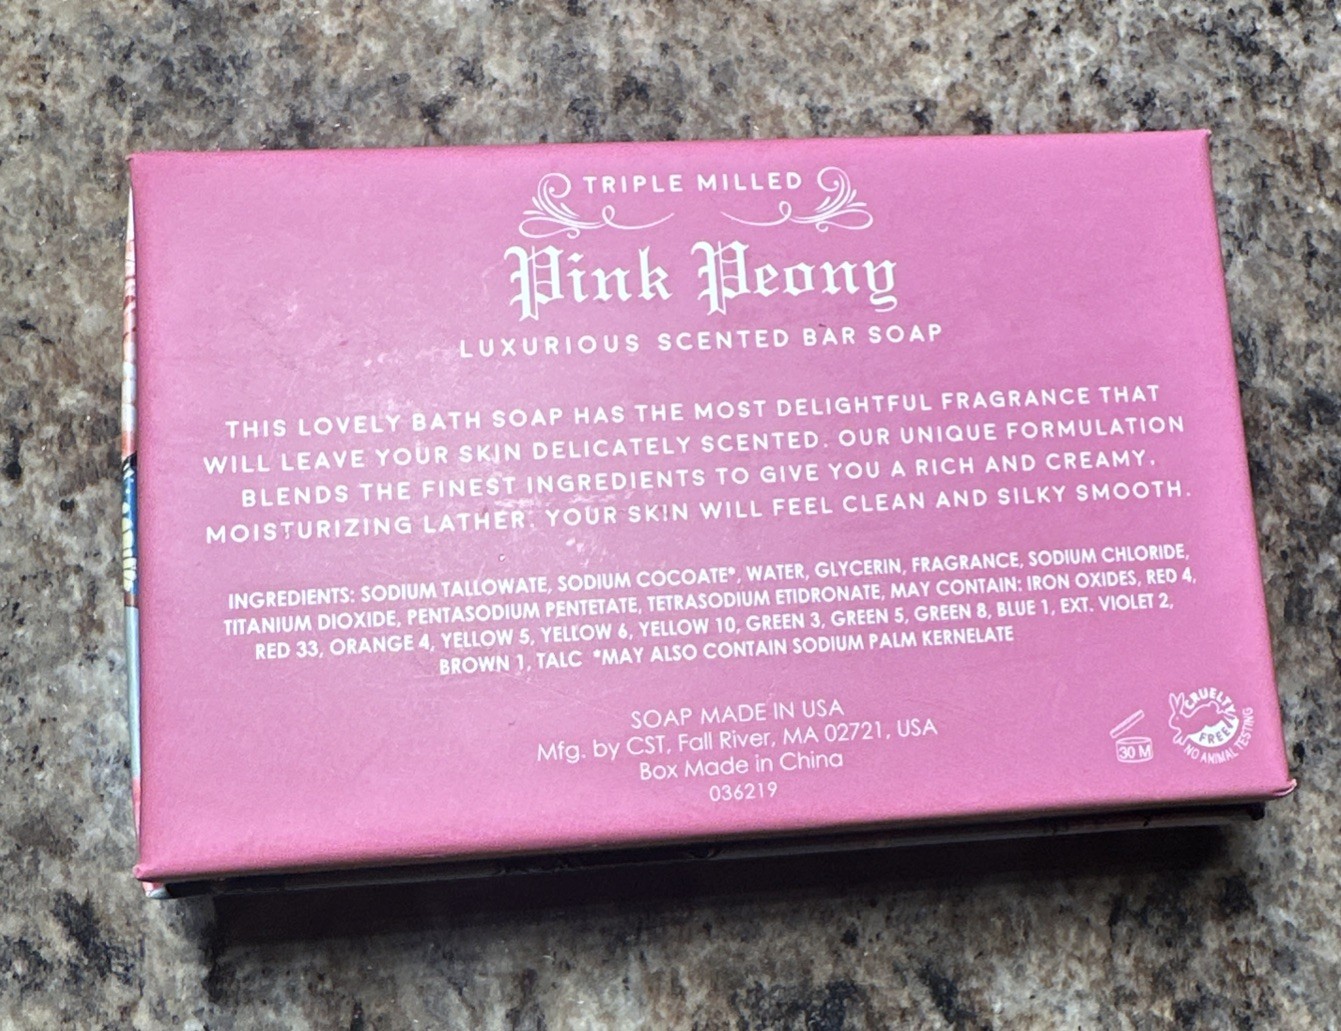 TRIPLE MILLED
Pink Peony
LUXURIOUS SCENTED BAR SOAP
THIS LOVELY BATH SOAP HAS THE MOST DELIGHTFUL FRAGRANCE THAT
WILL LEAVE YOUR SKIN DELICATELY SCENTED. OUR UNIQUE FORMULATION
BLENDS THE FINEST INGREDIENTS TO GIVE YOU A RICH AND CREAMY,
MOISTURIZING LATHER. YOUR SKIN WILL FEEL CLEAN AND SILKY SMOOTH.
INGREDIENTS: SODIUM TALLOWATE, SODIUM COCOATE*, WATER, GLYCERIN, FRAGRANCE, SODIUM CHLORIDE,
TITANIUM DIOXIDE, PENTASODIUM PENTETATE, TETRASODIUM ETIDRONATE, MAY CONTAIN: IRON OXIDES, RED 4,
RED 33, ORANGE 4, YELLOW 5, YELLOW 6, YELLOW 10, GREEN 3, GREEN 5, GREEN 8, BLUE 1, EXT. VIOLET 2,
BROWN 1, TALC *MAY ALSO CONTAIN SODIUM PALM KERNELATE
SOAP MADE IN USA
Mfg. by CST, Fall River, MA 02721, USA
Box Made in China
036219
30 M
CRUELTY
FREE
NO ANIMAL TESTING